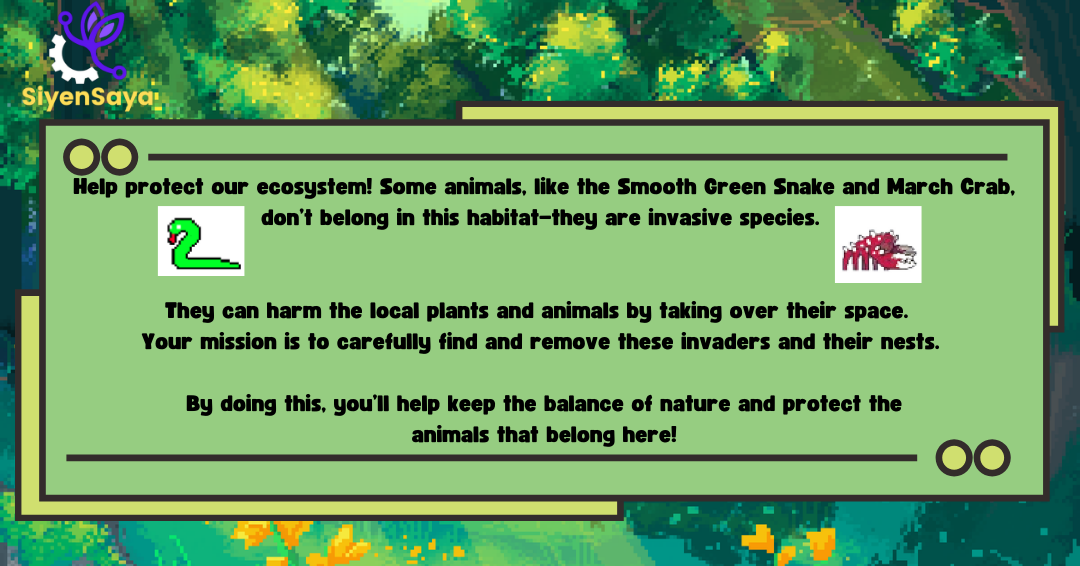 SiyenSaya
Help protect our ecosystem! Some animals, like the Smooth Green Snake and March Crab,
don't belong in this habitat—they are invasive species.
They can harm the local plants and animals by taking over their space.
Your mission is to carefully find and remove these invaders and their nests.
By doing this, you'll help keep the balance of nature and protect the
animals that belong here!